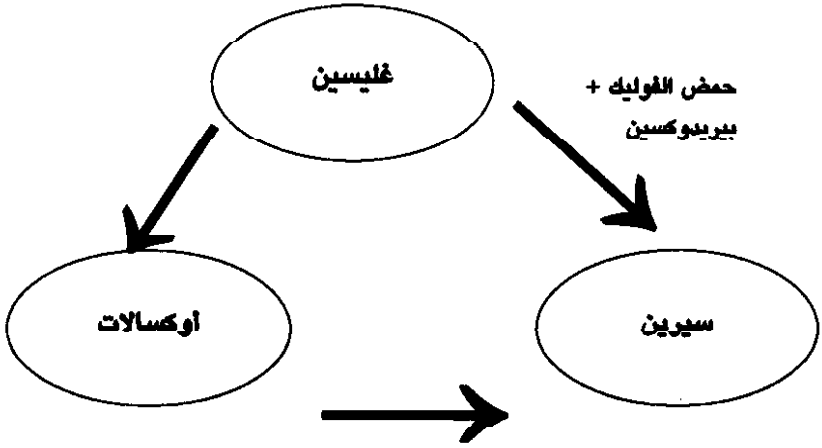 غليسين
حمض الفوليك +
بيريدوكسين
أوكسالات
سيرين